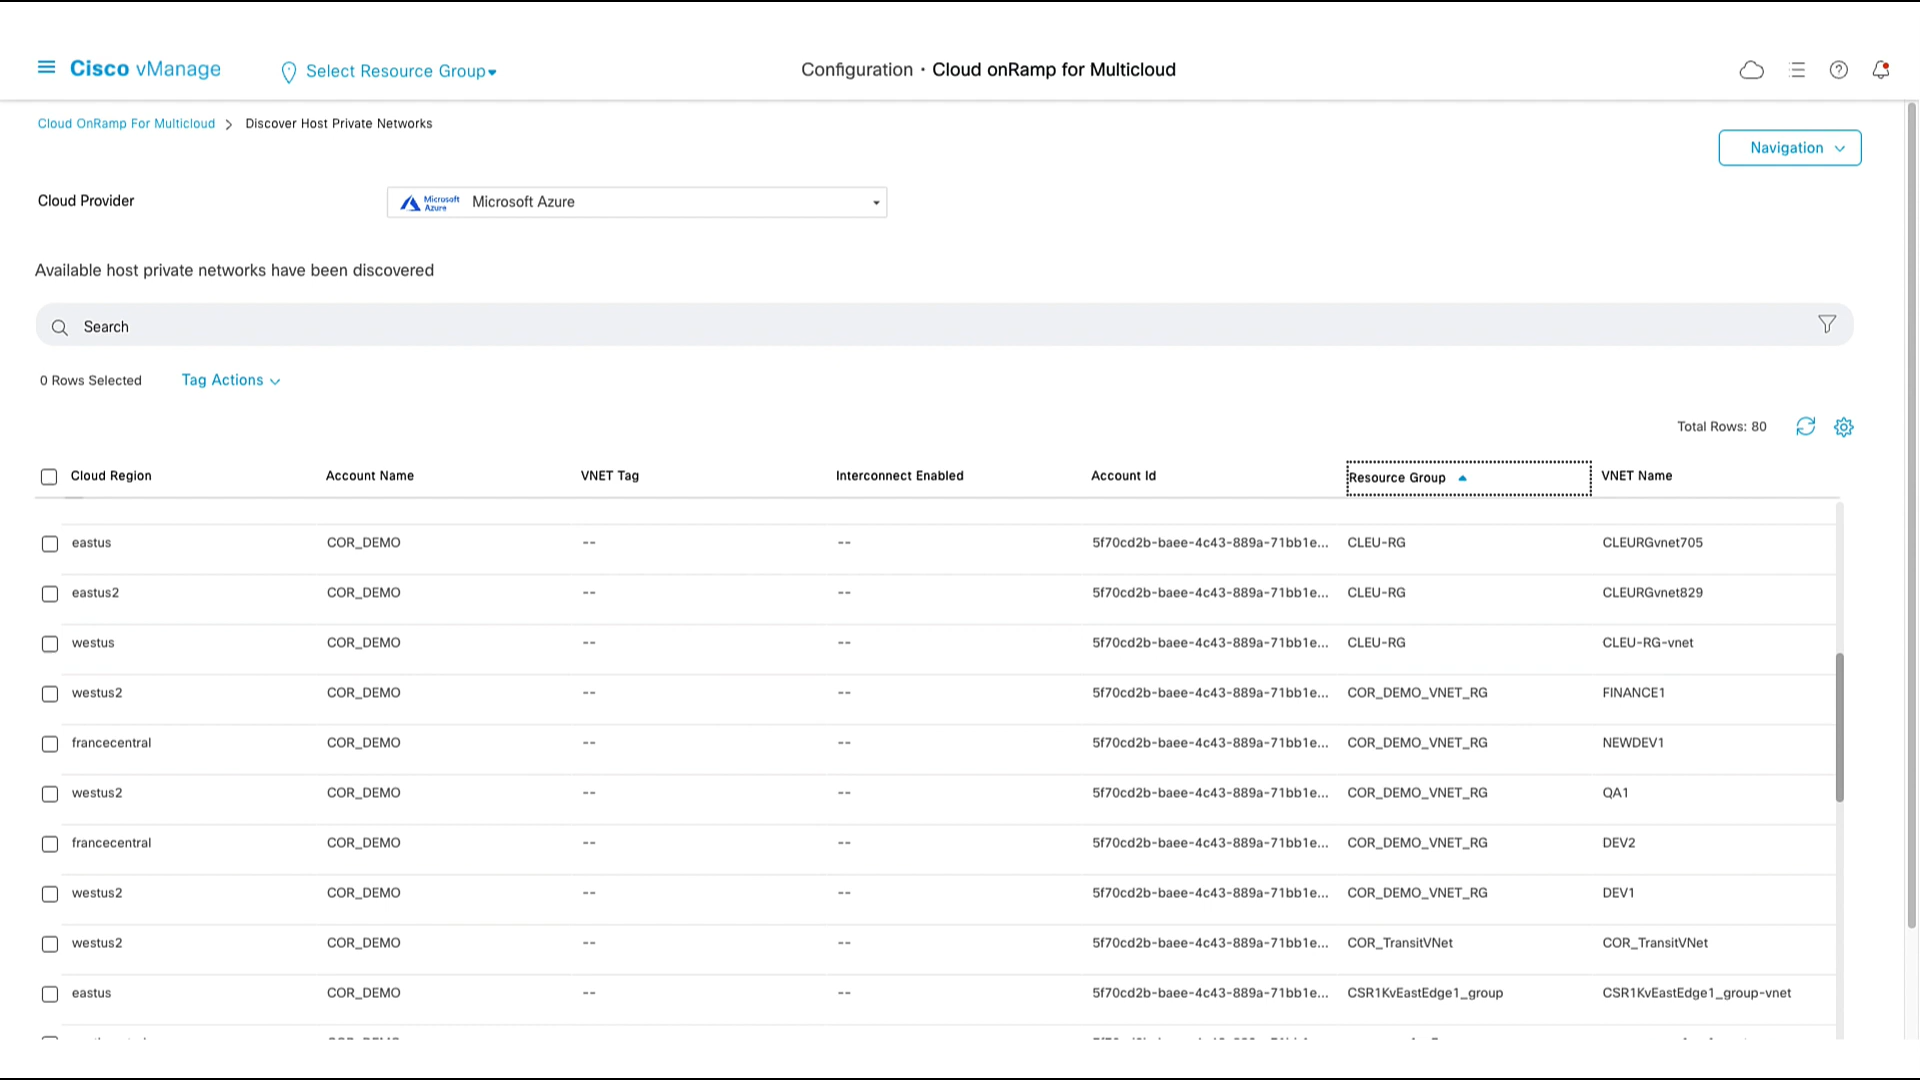 Cisco vManage
Select Resource Group
Configuration · Cloud onRamp for Multicloud
Cloud OnRamp For Multicloud > Discover Host Private Networks
Navigation
Cloud Provider
Microsoft Azure Microsoft Azure
Available host private networks have been discovered
Search
0 Rows Selected Tag Actions
Total Rows: 80
Cloud Region Account Name VNET Tag Interconnect Enabled Account Id Resource Group VNET Name
eastus COR_DEMO -- -- 5f70cd2b-baee-4c43-889a-71bb1e... CLEU-RG CLEURGvnet705
eastus2 COR_DEMO -- -- 5f70cd2b-baee-4c43-889a-71bb1e... CLEU-RG CLEURGvnet829
westus COR_DEMO -- -- 5f70cd2b-baee-4c43-889a-71bb1e... CLEU-RG CLEU-RG-vnet
westus2 COR_DEMO -- -- 5f70cd2b-baee-4c43-889a-71bb1e... COR_DEMO_VNET_RG FINANCE1
francecentral COR_DEMO -- -- 5f70cd2b-baee-4c43-889a-71bb1e... COR_DEMO_VNET_RG NEWDEV1
westus2 COR_DEMO -- -- 5f70cd2b-baee-4c43-889a-71bb1e... COR_DEMO_VNET_RG QA1
francecentral COR_DEMO -- -- 5f70cd2b-baee-4c43-889a-71bb1e... COR_DEMO_VNET_RG DEV2
westus2 COR_DEMO -- -- 5f70cd2b-baee-4c43-889a-71bb1e... COR_DEMO_VNET_RG DEV1
westus2 COR_DEMO -- -- 5f70cd2b-baee-4c43-889a-71bb1e... COR_TransitVNet COR_TransitVNet
eastus COR_DEMO -- -- 5f70cd2b-baee-4c43-889a-71bb1e... CSR1KvEastEdge1_group CSR1KvEastEdge1_group-vnet